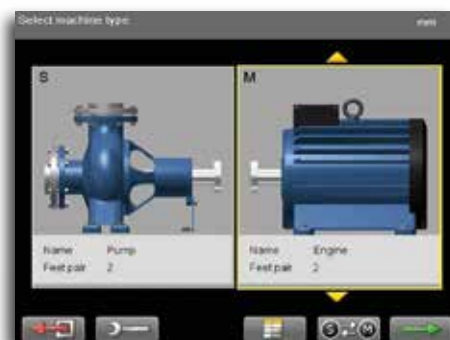 Select machine type
mm
S
M
Name Pump
Feet pair 2
Name Engine
Feet pair 2
S M